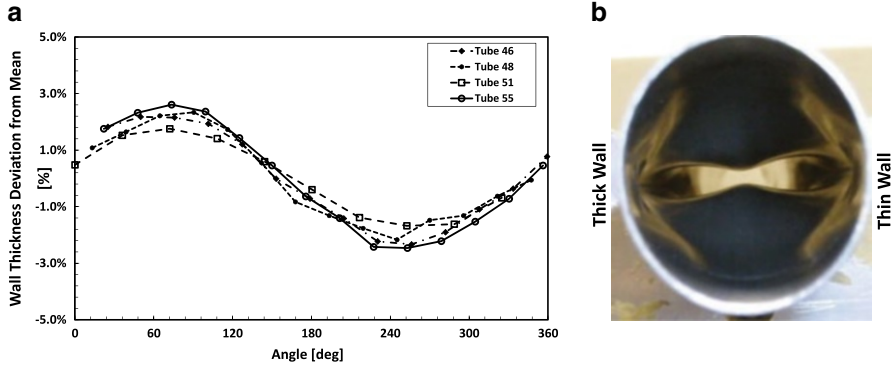 a
b
5.0%
3.0%
1.0%
-1.0%
-3.0%
-5.0%
Wall Thickness Deviation from Mean
[%]
0
60
120
180
240
300
360
Angle [deg]
Tube 46
Tube 48
Tube 51
Tube 55
Thick Wall
Thin Wall